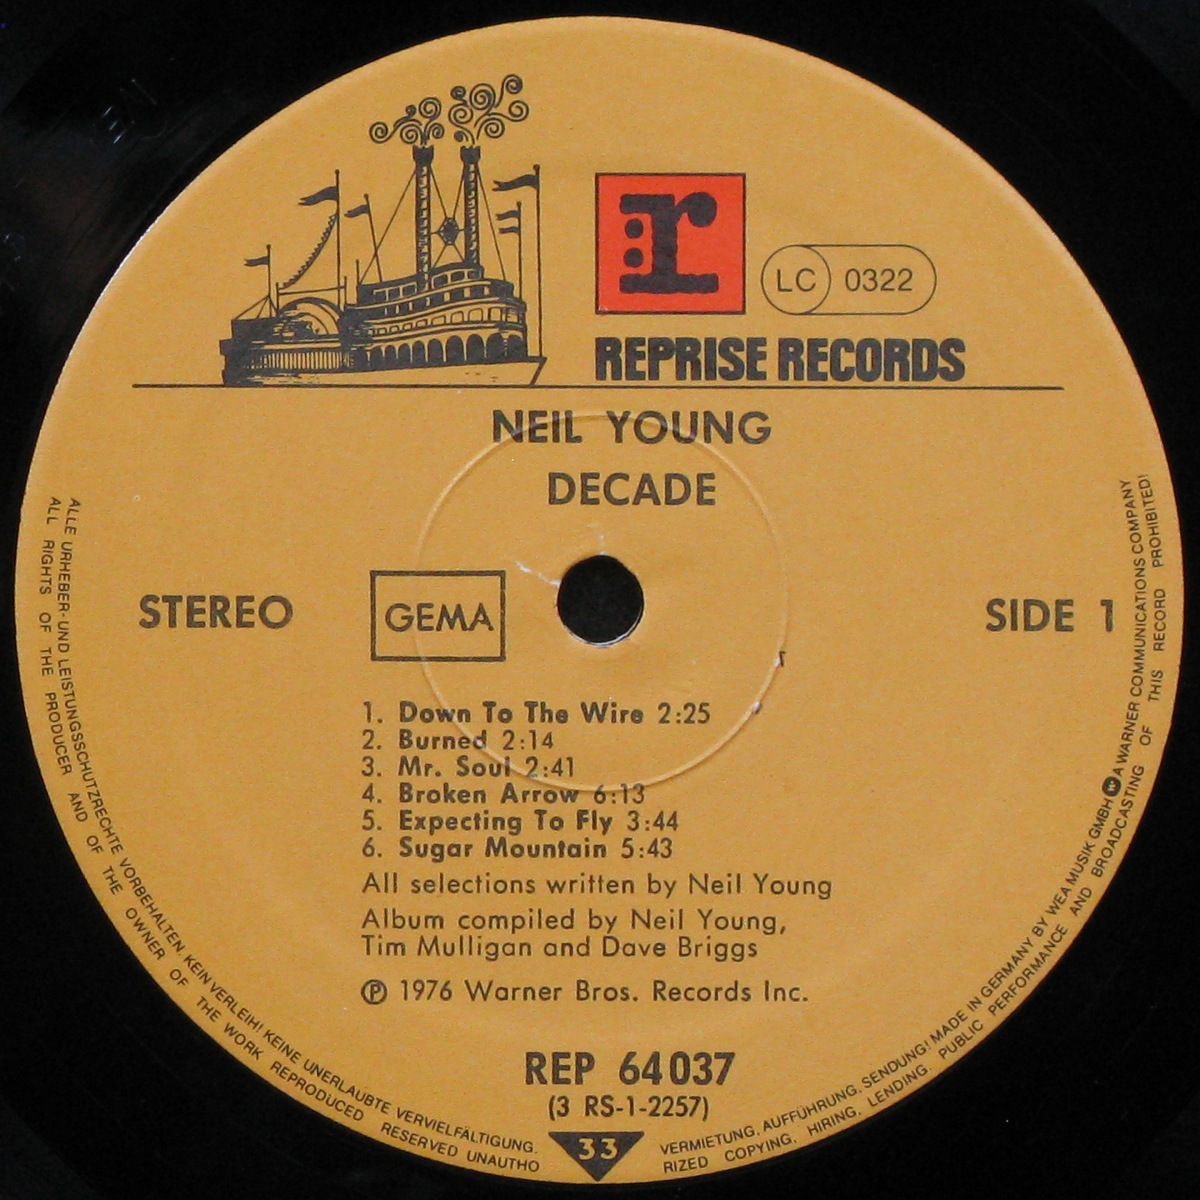 r
LC 0322
REPRISE RECORDS
NEIL YOUNG
DECADE
STEREO
GEMA
SIDE 1
1. Down To The Wire 2:25
2. Burned 2:14
3. Mr. Soul 2:41
4. Broken Arrow 6:13
5. Expecting To Fly 3:44
6. Sugar Mountain 5:43
All selections written by Neil Young
Album compiled by Neil Young,
Tim Mulligan and Dave Briggs
℗ 1976 Warner Bros. Records Inc.
REP 64037
(3 RS-1-2257)
33
ALLE URHEBER- UND LEISTUNGSSCHUTZRECHTE VORBEHALTEN. KEIN VERLEIH! KEINE UNERLAUBTE VERVIELFÄLTIGUNG. VERMIETUNG. AUFFÜHRUNG. SENDUNG! MADE IN GERMANY BY WEA MUSIK GMBH A WARNER COMMUNICATIONS COMPANY
ALL RIGHTS OF THE PRODUCER AND OF THE OWNER OF THE WORK REPRODUCED RESERVED UNAUTHORIZED COPYING. HIRING. LENDING. PUBLIC PERFORMANCE AND BROADCASTING OF THIS RECORD PROHIBITED!